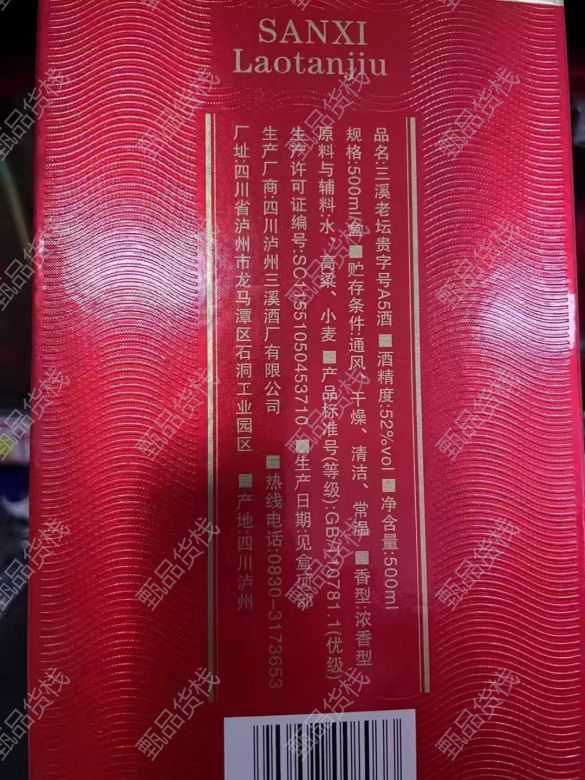 SANXI
Laotanjiu
品名:三溪老坛贵字号A5酒 ■酒精度:52%vol ■净含量:500ml
规格:500ml/盒 ■贮存条件:通风、干燥、清洁、常温 ■香型:浓香型
原料与辅料:水、高粱、小麦 ■产品标准号(等级):GB/T10781.1(优级)
生产许可证编号:SC11551050453710 ■生产日期:见盒顶部
生产厂商:四川泸州三溪酒厂有限公司 ■热线电话:0830-3173653
厂址:四川省泸州市龙马潭区石洞工业园区 ■产地:四川泸州
甄品货栈